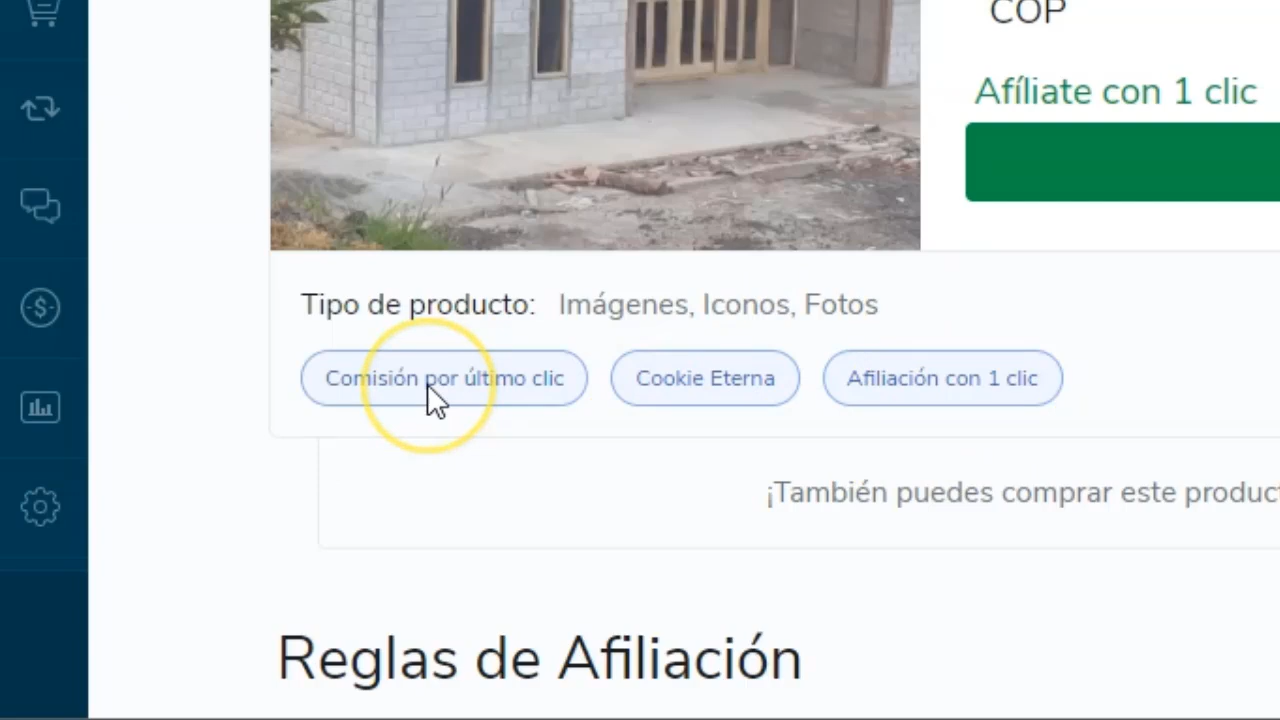 COP
Afíliate con 1 clic
Tipo de producto: Imágenes, Iconos, Fotos
Comisión por último clic
Cookie Eterna
Afiliación con 1 clic
¡También puedes comprar este
Reglas de Afiliación